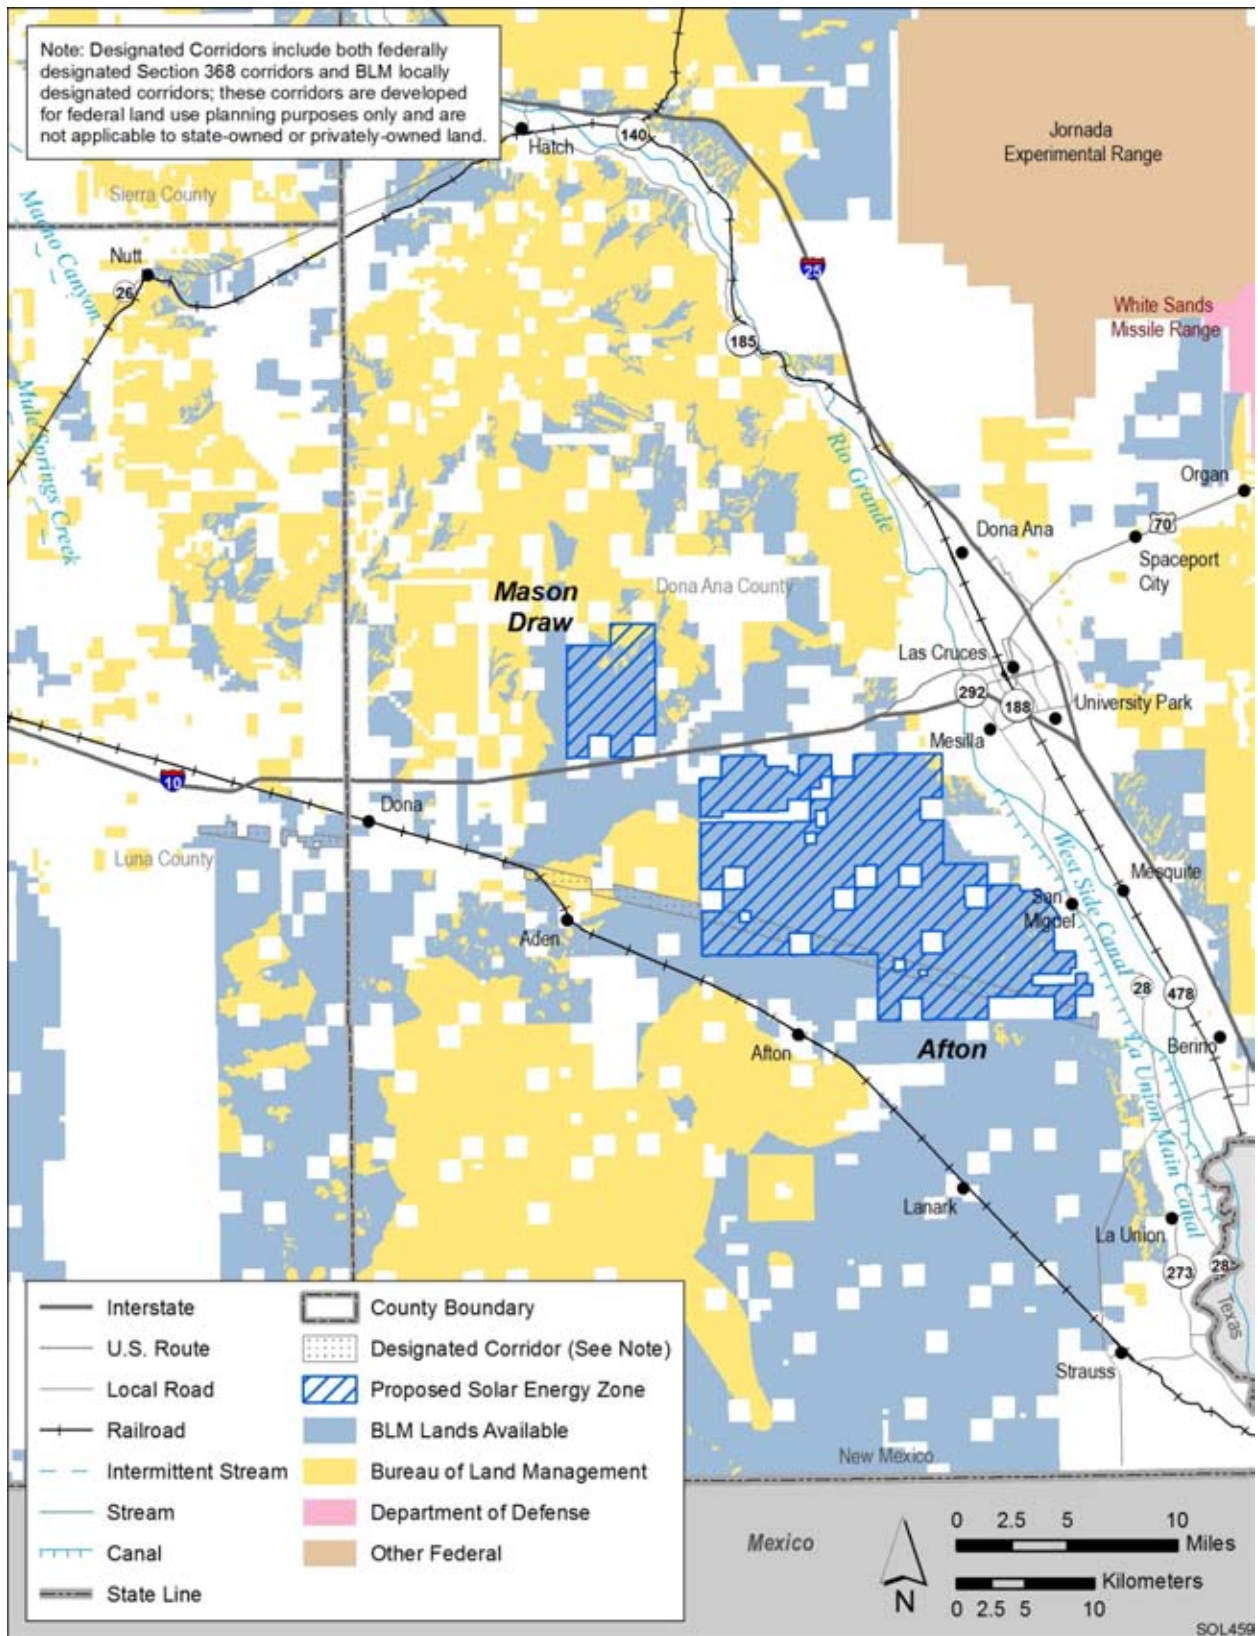 Note: Designated Corridors include both federally
designated Section 368 corridors and BLM locally
designated corridors; these corridors are developed
for federal land use planning purposes only and are
not applicable to state-owned or privately-owned land.
Hatch
140
Jornada
Experimental Range
Sierra County
Macho Canyon
Nutt
26
25
White Sands
Missile Range
185
Mule Springs Creek
Rio Grande
Organ
70
Dona Ana
Spaceport
City
Mason
Draw
Dona Ana County
Las Cruces
292
188
University Park
Mesilla
10
Dona
Luna County
West Side Canal
Mesquite
San
Miguel
Aden
28
478
Afton
Afton
Berino
La Union Main Canal
Lanark
La Union
273
28
Texas
Strauss
New Mexico
Mexico
Interstate
U.S. Route
Local Road
Railroad
Intermittent Stream
Stream
Canal
State Line
County Boundary
Designated Corridor (See Note)
Proposed Solar Energy Zone
BLM Lands Available
Bureau of Land Management
Department of Defense
Other Federal
N
0 2.5 5 10
Miles
Kilometers
0 2.5 5 10
SOL459